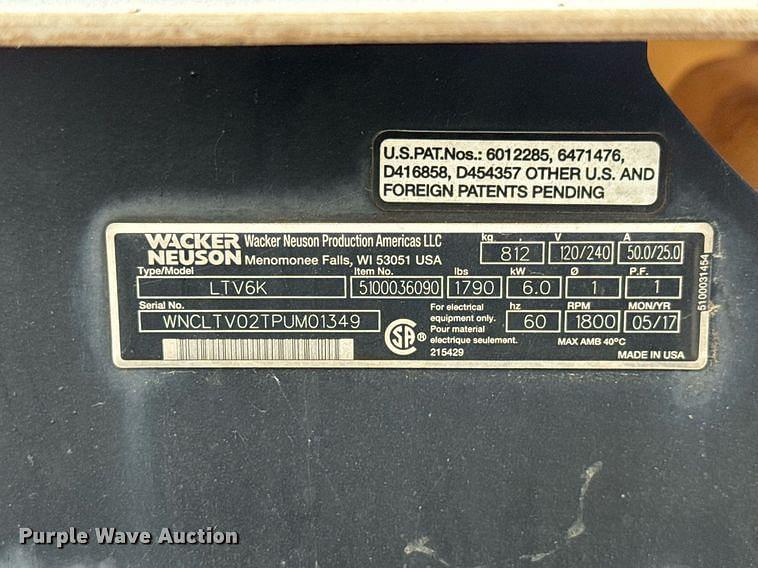 U.S.PAT.Nos.: 6012285, 6471476,
D416858, D454357 OTHER U.S. AND
FOREIGN PATENTS PENDING
WACKER NEUSON Wacker Neuson Production Americas LLC
Menomonee Falls, WI 53051 USA
kg 812 V 120/240 A 50.0/25.0
Type/Model Item No. lbs kW Ø P.F.
LTV6K 5100036090 1790 6.0 1 1
Serial No. hz RPM MON/YR
WNCLTV02TPUM01349 60 1800 05/17
SA ®
For electrical
equipment only.
Pour material
électrique seulement.
215429
MAX AMB 40°C
MADE IN USA
5100031454
Purple Wave Auction